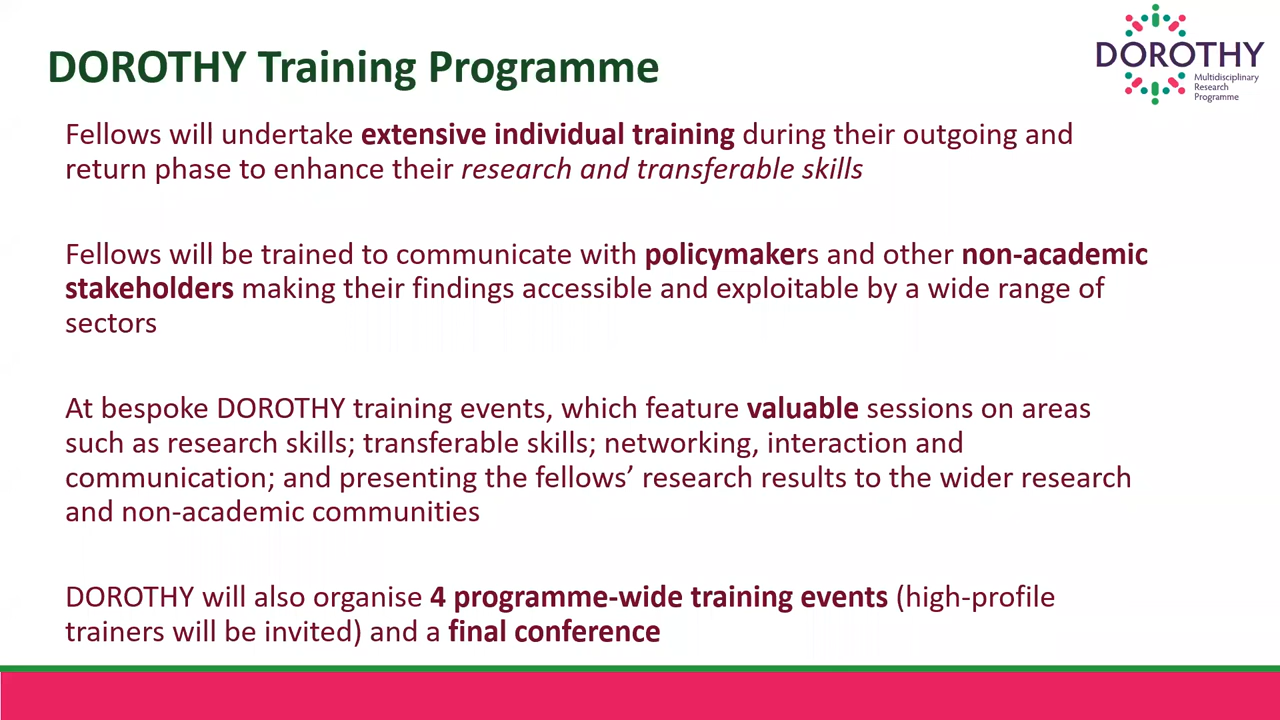 DOROTHY Training Programme
DOROTHY
Multidisciplinary
Research
Programme
Fellows will undertake extensive individual training during their outgoing and
return phase to enhance their research and transferable skills
Fellows will be trained to communicate with policymakers and other non-academic
stakeholders making their findings accessible and exploitable by a wide range of
sectors
At bespoke DOROTHY training events, which feature valuable sessions on areas
such as research skills; transferable skills; networking, interaction and
communication; and presenting the fellows’ research results to the wider research
and non-academic communities
DOROTHY will also organise 4 programme-wide training events (high-profile
trainers will be invited) and a final conference